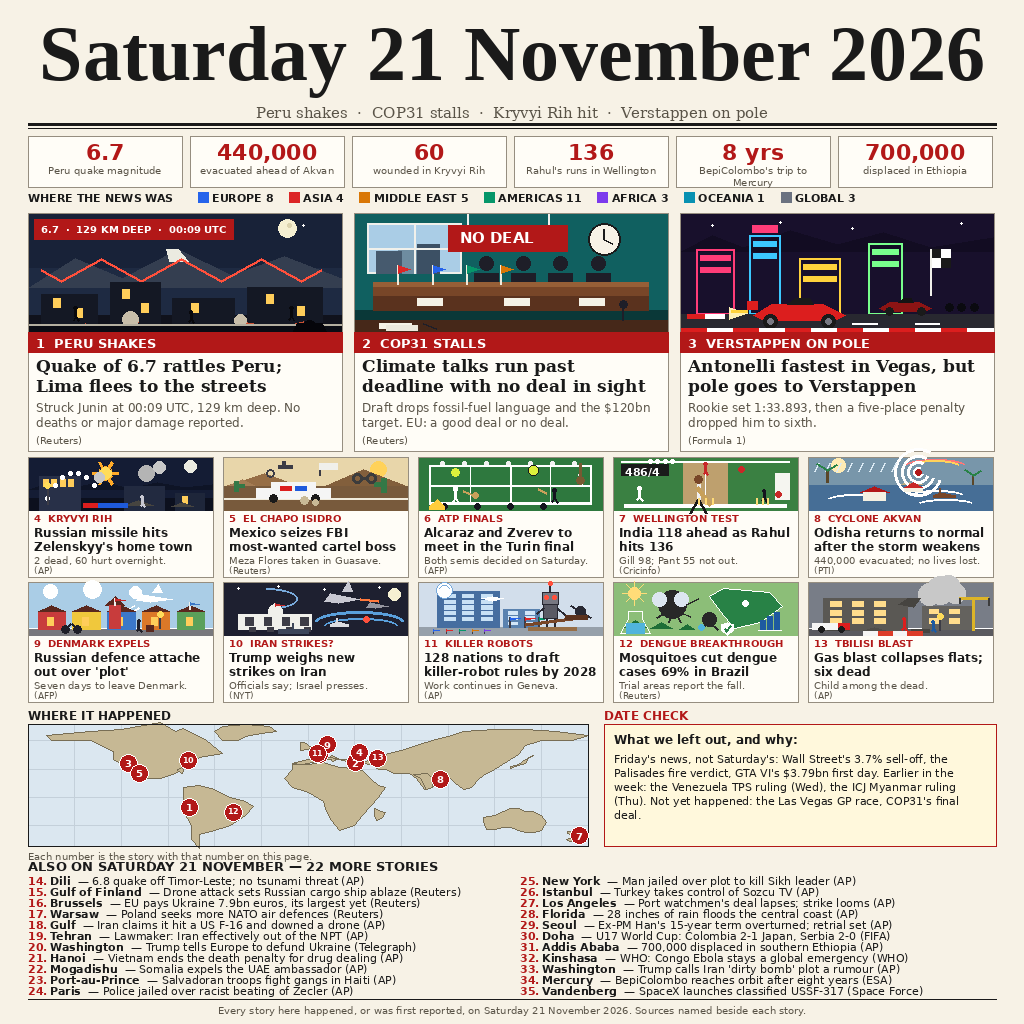 Saturday 21 November 2026
Peru shakes · COP31 stalls · Kryvyi Rih hit · Verstappen on pole
6.7
Peru quake magnitude
440,000
evacuated ahead of Akvan
60
wounded in Kryvyi Rih
136
Rahul's runs in Wellington
8 yrs
BepiColombo's trip to
Mercury
700,000
displaced in Ethiopia
WHERE THE NEWS WAS EUROPE 8 ASIA 4 MIDDLE EAST 5 AMERICAS 11 AFRICA 3 OCEANIA 1 GLOBAL 3
6.7 · 129 KM DEEP · 00:09 UTC
1 PERU SHAKES
Quake of 6.7 rattles Peru;
Lima flees to the streets
Struck Junin at 00:09 UTC, 129 km deep. No
deaths or major damage reported.
(Reuters)
NO DEAL
2 COP31 STALLS
Climate talks run past
deadline with no deal in sight
Draft drops fossil-fuel language and the $120bn
target. EU: a good deal or no deal.
(Reuters)
3 VERSTAPPEN ON POLE
Antonelli fastest in Vegas, but
pole goes to Verstappen
Rookie set 1:33.893, then a five-place penalty
dropped him to sixth.
(Formula 1)
4 KRYVYI RIH
Russian missile hits
Zelenskyy's home town
2 dead, 60 hurt overnight.
(AP)
5 EL CHAPO ISIDRO
Mexico seizes FBI
most-wanted cartel boss
Meza Flores taken in Guasave.
(Reuters)
6 ATP FINALS
Alcaraz and Zverev to
meet in the Turin final
Both semis decided on Saturday.
(AFP)
486/4
7 WELLINGTON TEST
India 118 ahead as Rahul
hits 136
Gill 98; Pant 55 not out.
(Cricinfo)
8 CYCLONE AKVAN
Odisha returns to normal
after the storm weakens
440,000 evacuated; no lives lost.
(PTI)
9 DENMARK EXPELS
Russian defence attache
out over 'plot'
Seven days to leave Denmark.
(AFP)
10 IRAN STRIKES?
Trump weighs new
strikes on Iran
Officials say; Israel presses.
(NYT)
11 KILLER ROBOTS
128 nations to draft
killer-robot rules by 2028
Work continues in Geneva.
(AP)
12 DENGUE BREAKTHROUGH
Mosquitoes cut dengue
cases 69% in Brazil
Trial areas report the fall.
(Reuters)
13 TBILISI BLAST
Gas blast collapses flats;
six dead
Child among the dead.
(AP)
WHERE IT HAPPENED
3
5
10
1
12
11
9
2
4
13
8
7
Each number is the story with that number on this page.
DATE CHECK
What we left out, and why:
Friday's news, not Saturday's: Wall Street's 3.7% sell-off, the
Palisades fire verdict, GTA VI's $3.79bn first day. Earlier in the
week: the Venezuela TPS ruling (Wed), the ICJ Myanmar ruling
(Thu). Not yet happened: the Las Vegas GP race, COP31's final
deal.
ALSO ON SATURDAY 21 NOVEMBER — 22 MORE STORIES
14. Dili — 6.8 quake off Timor-Leste; no tsunami threat (AP)
15. Gulf of Finland — Drone attack sets Russian cargo ship ablaze (Reuters)
16. Brussels — EU pays Ukraine 7.9bn euros, its largest yet (Reuters)
17. Warsaw — Poland seeks more NATO air defences (Reuters)
18. Gulf — Iran claims it hit a US F-16 and downed a drone (AP)
19. Tehran — Lawmaker: Iran effectively out of the NPT (AP)
20. Washington — Trump tells Europe to defund Ukraine (Telegraph)
21. Hanoi — Vietnam ends the death penalty for drug dealing (AP)
22. Mogadishu — Somalia expels the UAE ambassador (AP)
23. Port-au-Prince — Salvadoran troops fight gangs in Haiti (AP)
24. Paris — Police jailed over racist beating of Zecler (AP)
25. New York — Man jailed over plot to kill Sikh leader (AP)
26. Istanbul — Turkey takes control of Sozcu TV (AP)
27. Los Angeles — Port watchmen's deal lapses; strike looms (AP)
28. Florida — 28 inches of rain floods the central coast (AP)
29. Seoul — Ex-PM Han's 15-year term overturned; retrial set (AP)
30. Doha — U17 World Cup: Colombia 2-1 Japan, Serbia 2-0 (FIFA)
31. Addis Ababa — 700,000 displaced in southern Ethiopia (AP)
32. Kinshasa — WHO: Congo Ebola stays a global emergency (WHO)
33. Washington — Trump calls Iran 'dirty bomb' plot a rumour (AP)
34. Mercury — BepiColombo reaches orbit after eight years (ESA)
35. Vandenberg — SpaceX launches classified USSF-317 (Space Force)
Every story here happened, or was first reported, on Saturday 21 November 2026. Sources named beside each story.